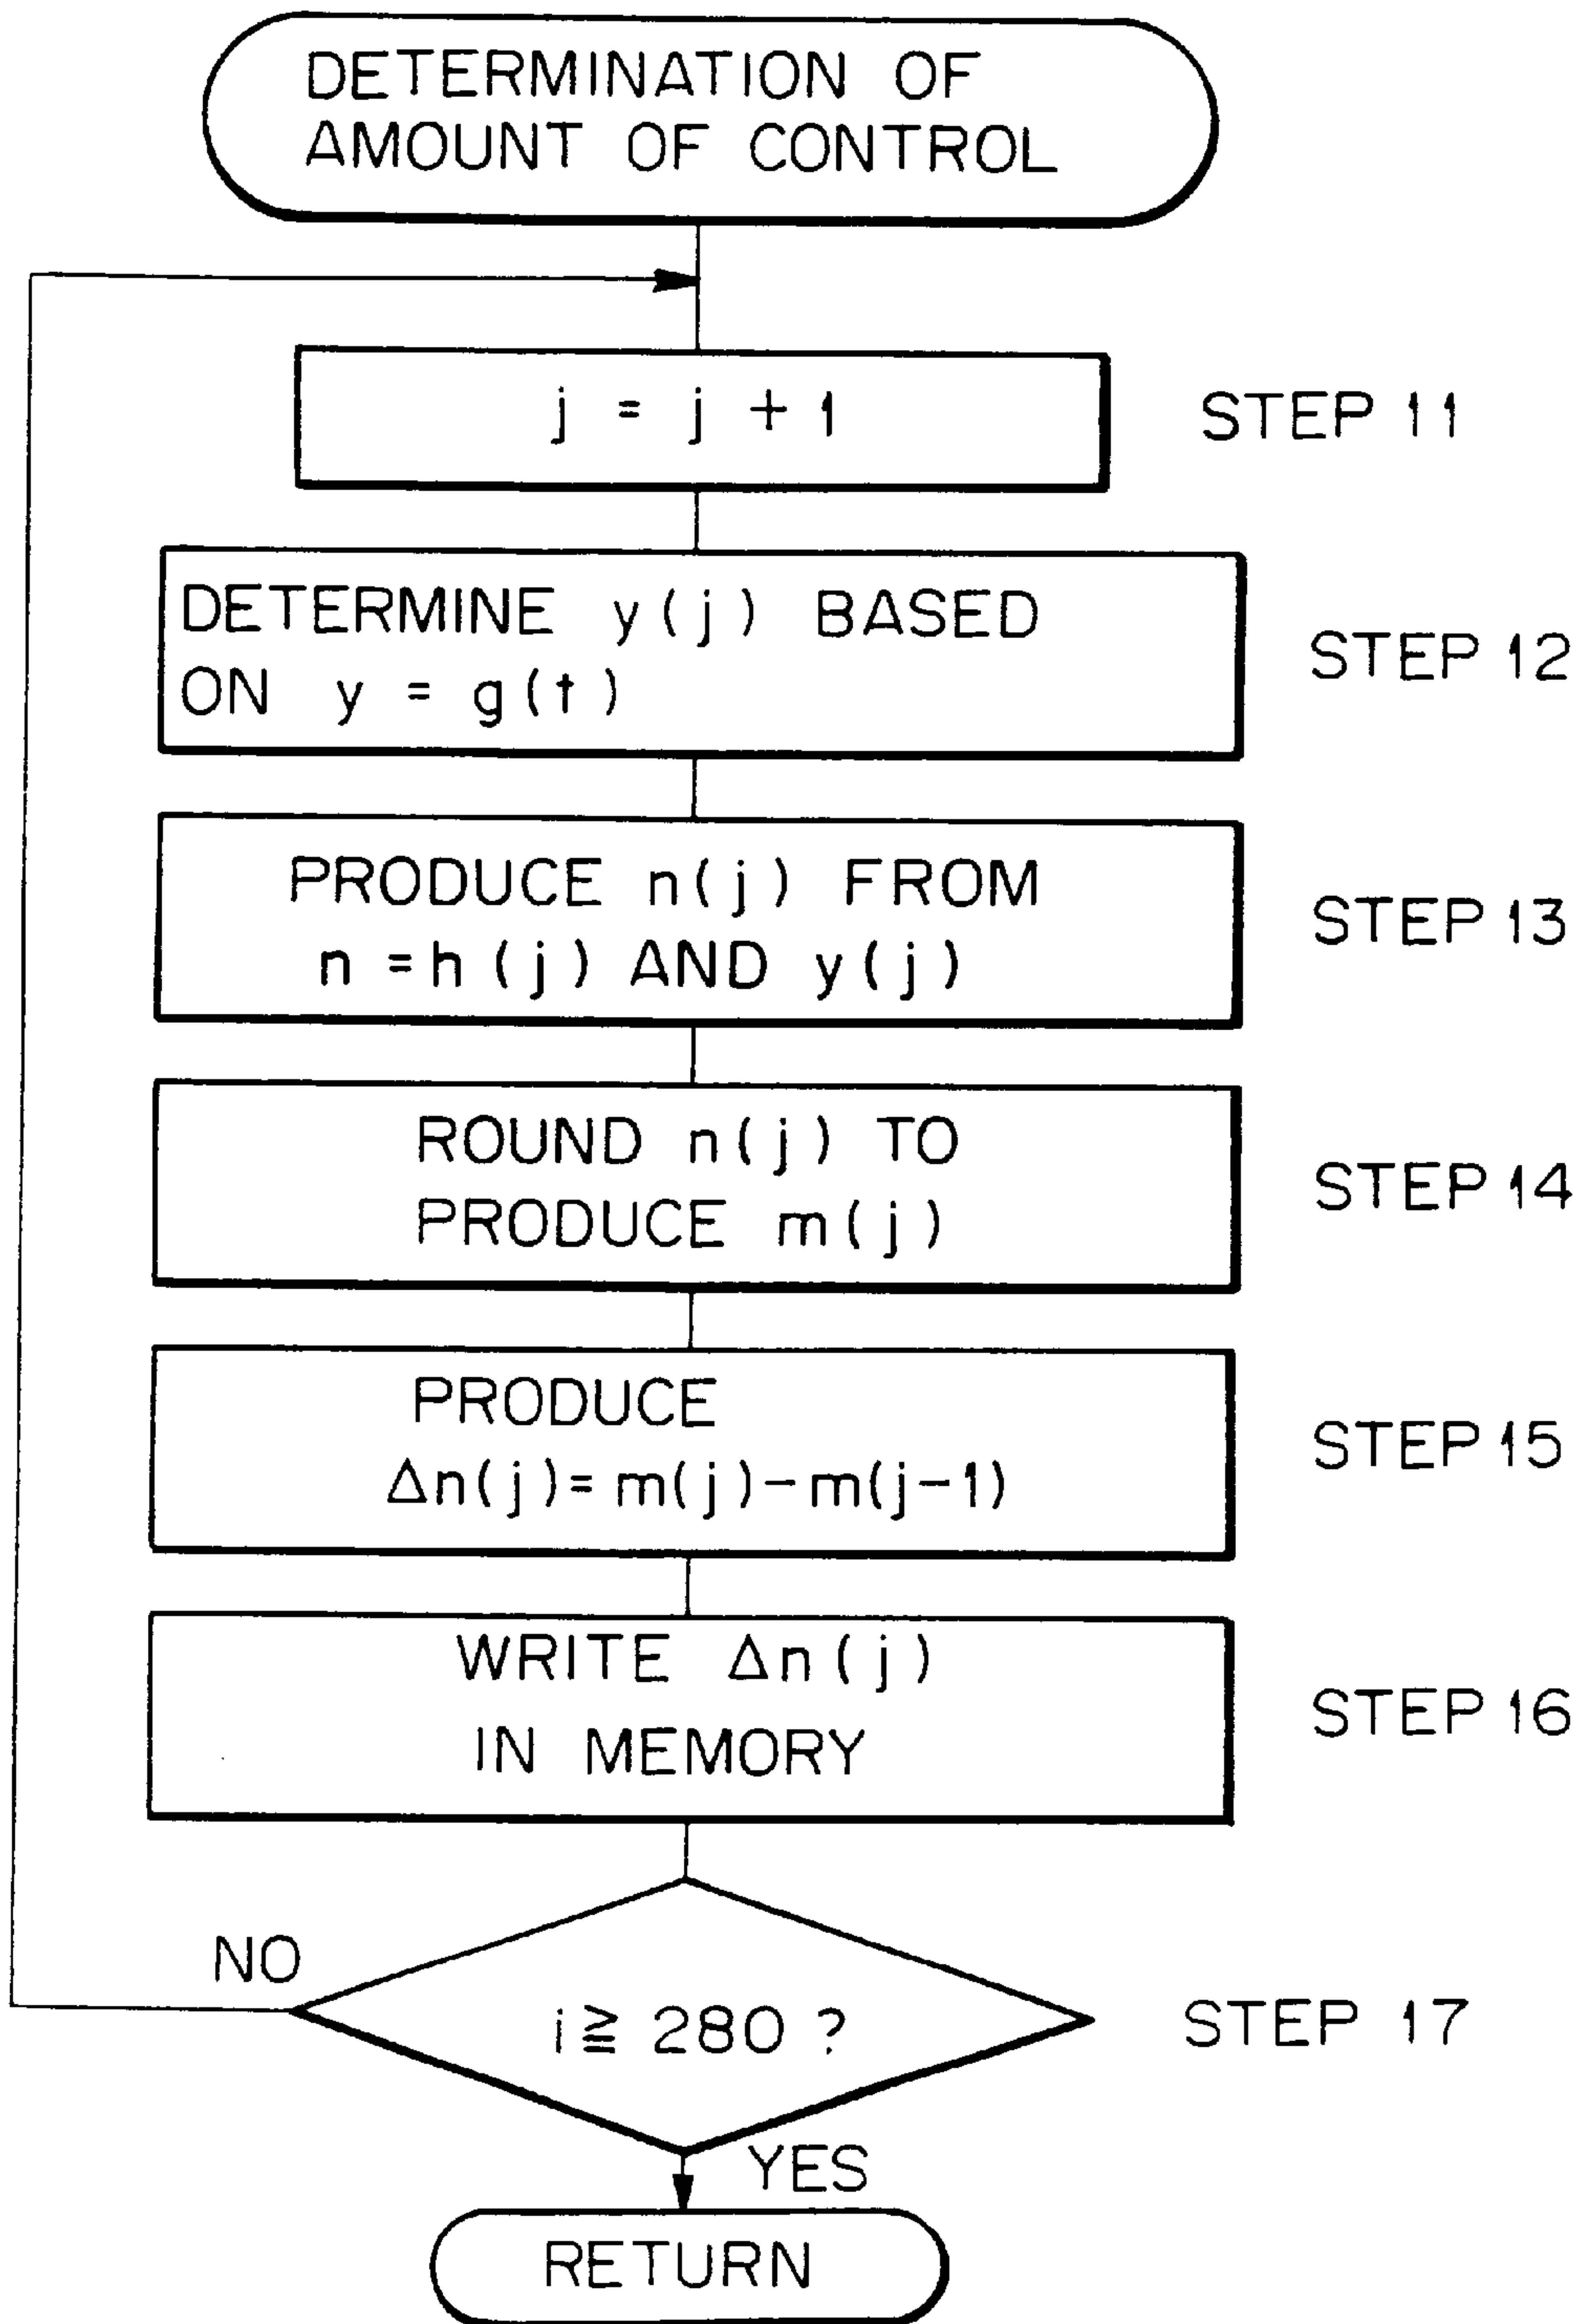 DETERMINATION OF
AMOUNT OF CONTROL
j = j + 1
STEP 11
DETERMINE y(j) BASED
ON y = g(t)
STEP 12
PRODUCE n(j) FROM
n = h(j) AND y(j)
STEP 13
ROUND n(j) TO
PRODUCE m(j)
STEP 14
PRODUCE
Δn(j) = m(j) - m(j-1)
STEP 15
WRITE Δn(j)
IN MEMORY
STEP 16
NO
i ≧ 280 ?
STEP 17
YES
RETURN